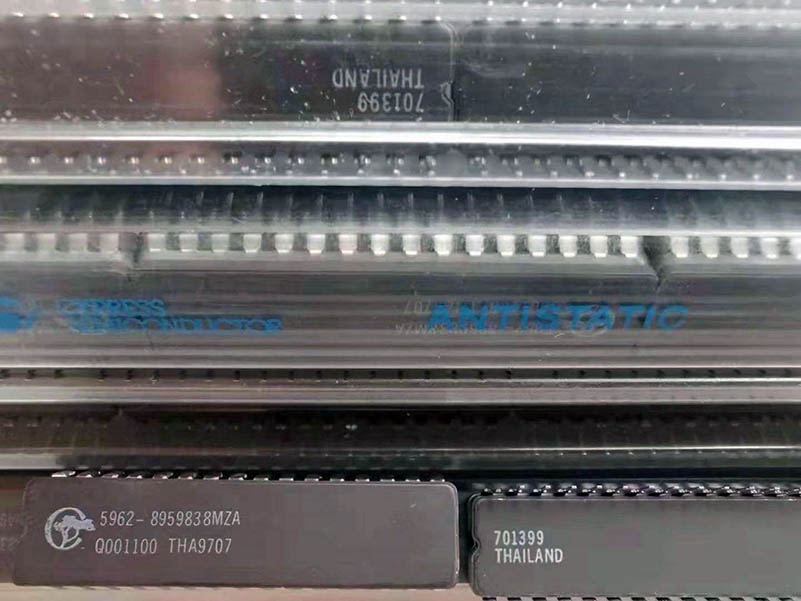 701399
THAILAND
CYPRESS
SEMICONDUCTOR
ANTISTATIC
5962-8959838MZA
Q001100 THA9707
701399
THAILAND